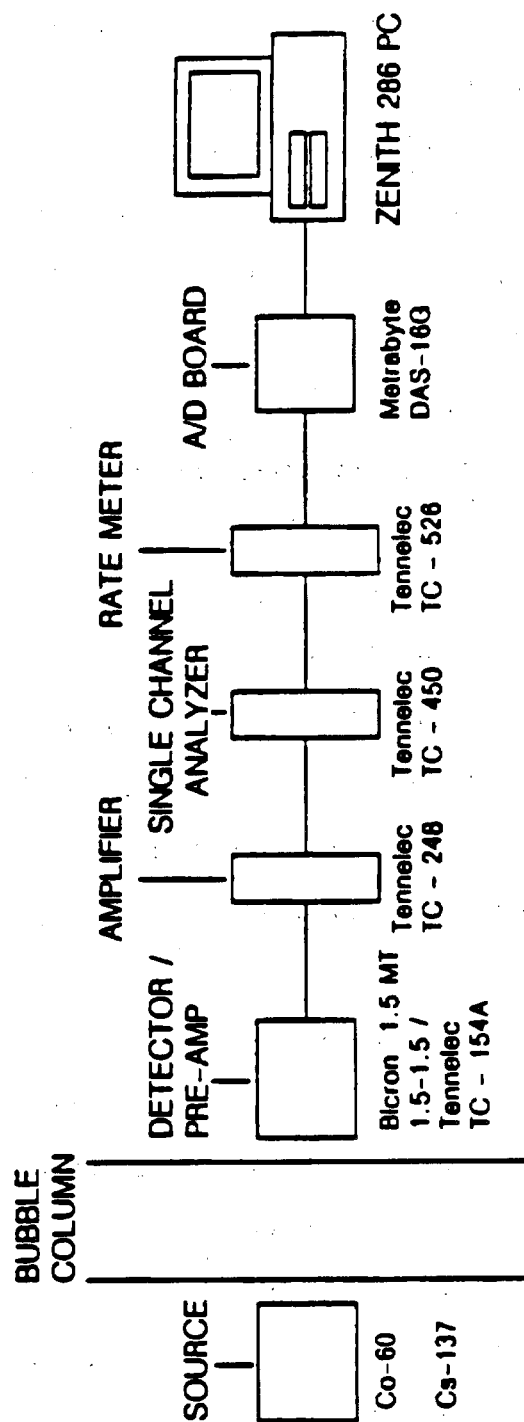 BUBBLE
COLUMN
SOURCE
Co-60
Cs-137
DETECTOR /
PRE-AMP
Bicron 1.5 MT
1.5-1.5 /
Tennelec
TC - 154A
AMPLIFIER
Tennelec
TC - 248
SINGLE CHANNEL
ANALYZER
Tennelec
TC - 450
RATE METER
Tennelec
TC - 526
A/D BOARD
Metrabyte
DAS-16G
ZENITH 286 PC